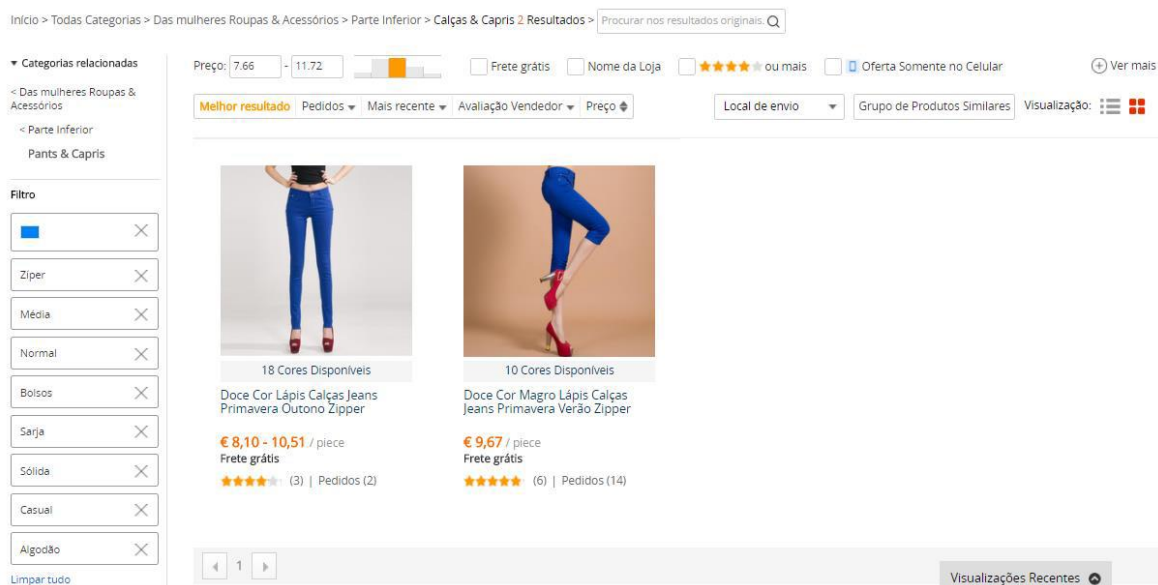 Início > Todas Categorias > Das mulheres Roupas & Acessórios > Parte Inferior > Calças & Capris 2 Resultados > Procurar nos resultados originais.
Categorias relacionadas
< Das mulheres Roupas &
Acessórios
< Parte Inferior
Pants & Capris
Filtro
Zíper
Média
Normal
Bolsos
Sarja
Sólida
Casual
Algodão
Limpar tudo
Preço: 7.66 - 11.72 Frete grátis Nome da Loja ou mais Oferta Somente no Celular Ver mais
Melhor resultado Pedidos Mais recente Avaliação Vendedor Preço Local de envio Grupo de Produtos Similares Visualização:
18 Cores Disponíveis
Doce Cor Lápis Calças Jeans
Primavera Outono Zipper
€ 8,10 - 10,51 / piece
Frete grátis
(3) | Pedidos (2)
10 Cores Disponíveis
Doce Cor Magro Lápis Calças
Jeans Primavera Verão Zipper
€ 9,67 / piece
Frete grátis
(6) | Pedidos (14)
1
Visualizações Recentes